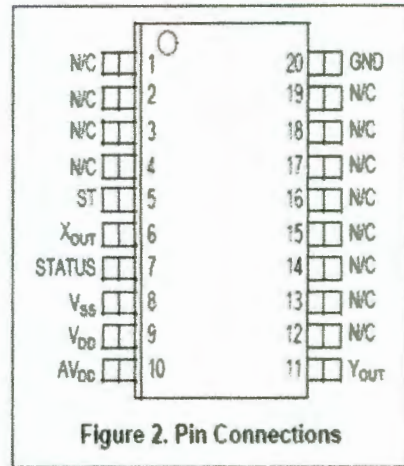 N/C 1 20 GND
N/C 2 19 N/C
N/C 3 18 N/C
N/C 4 17 N/C
ST 5 16 N/C
XOUT 6 15 N/C
STATUS 7 14 N/C
VSS 8 13 N/C
VDD 9 12 N/C
AVDD 10 11 YOUT
Figure 2. Pin Connections